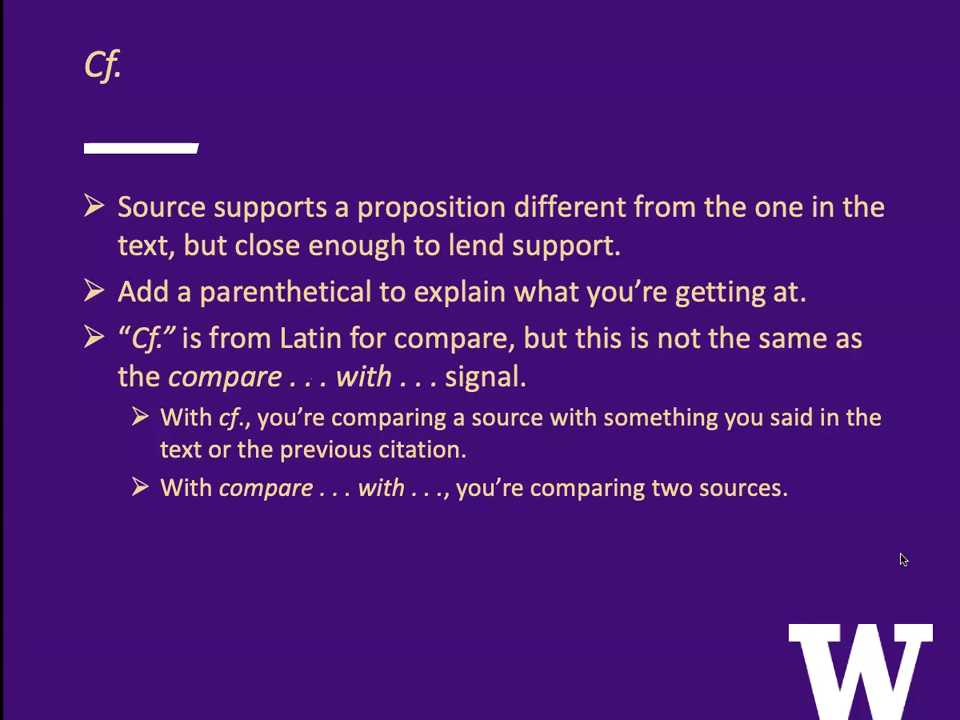 Cf.
➢ Source supports a proposition different from the one in the
text, but close enough to lend support.
➢ Add a parenthetical to explain what you’re getting at.
➢ “Cf.” is from Latin for compare, but this is not the same as
the compare . . . with . . . signal.
➢ With cf., you’re comparing a source with something you said in the
text or the previous citation.
➢ With compare . . . with . . ., you’re comparing two sources.
W